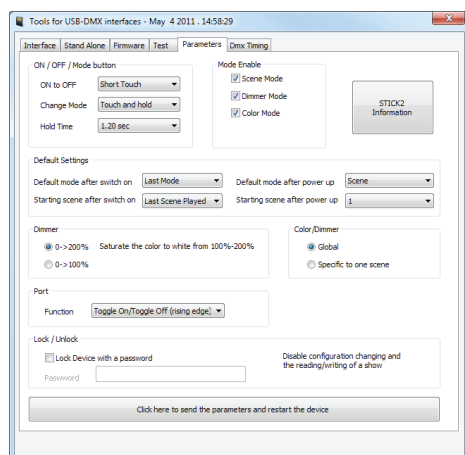 Tools for USB-DMX interfaces - May 4 2011 . 14:58:29
Interface Stand Alone Firmware Test Parameters Dmx Timing
ON / OFF / Mode button
ON to OFF Short Touch
Change Mode Touch and hold
Hold Time 1.20 sec
Mode Enable
Scene Mode
Dimmer Mode
Color Mode
STICK2
Information
Default Settings
Default mode after switch on Last Mode Default mode after power up Scene
Starting scene after switch on Last Scene Played Starting scene after power up 1
Dimmer
0->200% Saturate the color to white from 100%-200%
0->100%
Color/Dimmer
Global
Specific to one scene
Port
Function Toggle On/Toggle Off (rising edge)
Lock / Unlock
Lock Device with a password
Password
Disable configuration changing and
the reading/writing of a show
Click here to send the parameters and restart the device